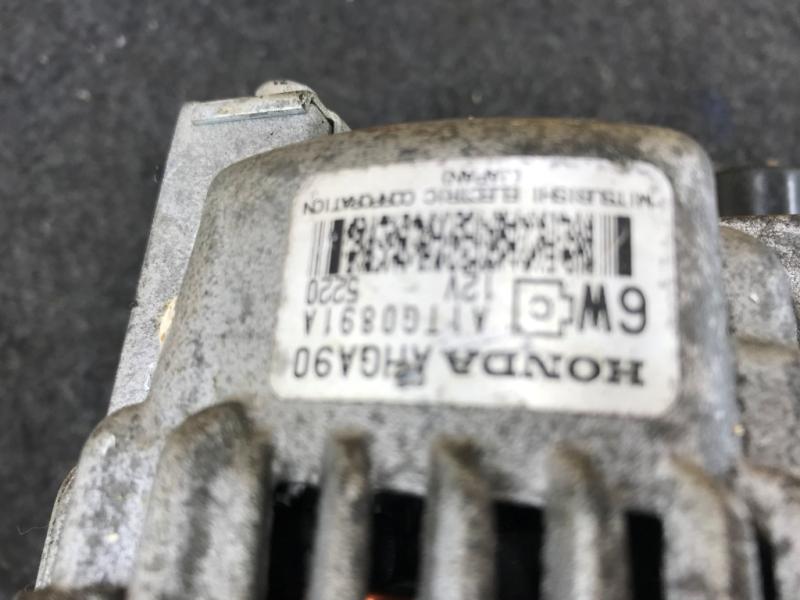 HONDA AHGA90
6W C A1TG0891A
12V 5220
MITSUBISHI ELECTRIC CORPORATION
(JAPAN)